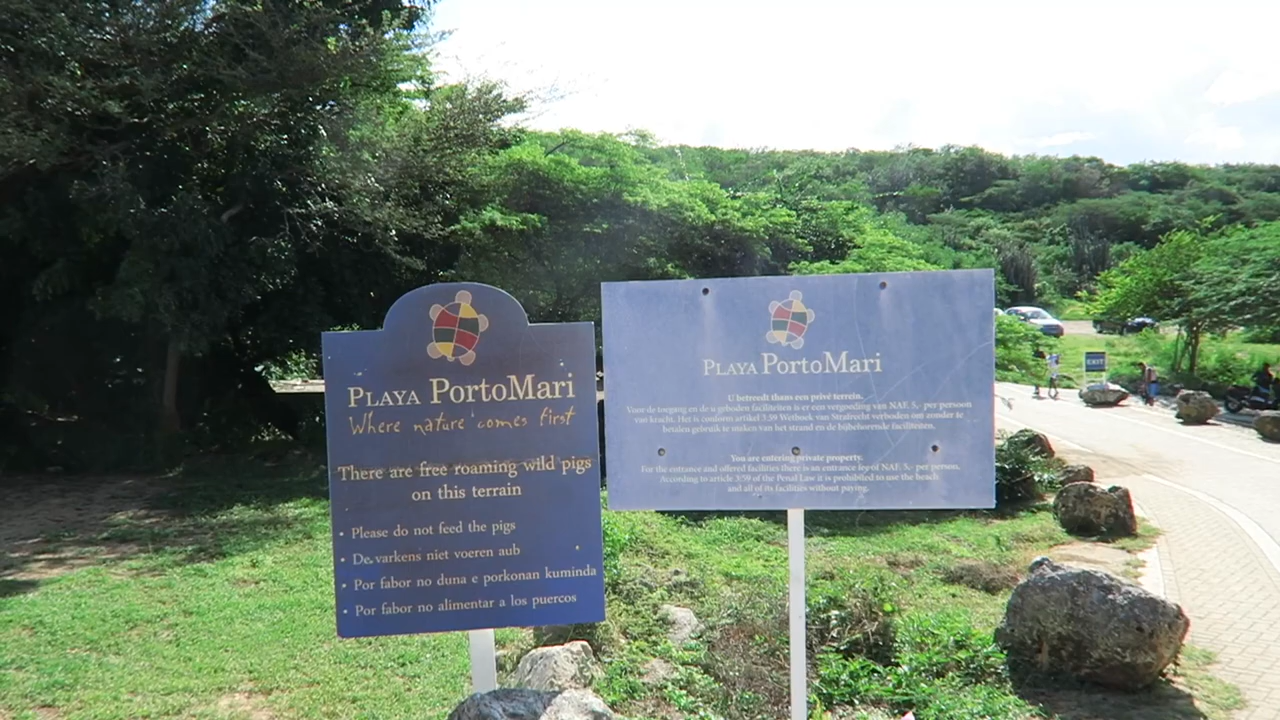 PLAYA PORTOMARI
Where nature comes first
There are free roaming wild pigs
on this terrain
• Please do not feed the pigs
• De varkens niet voeren aub
• Por fabor no duna e porkonan kuminda
• Por fabor no alimentar a los puercos
PLAYA PORTOMARI
U betreedt thans een privé terrein.
Voor de toegang en de u geboden faciliteiten is er een vergoeding van NAF. 5,- per persoon
van kracht. Het is conform artikel 3:59 Wetboek van Strafrecht verboden om zonder te
betalen gebruik te maken van het strand en de bijbehorende faciliteiten.
You are entering private property.
For the entrance and offered facilities there is an entrance fee of NAF. 5,- per person.
According to article 3:59 of the Penal Law it is prohibited to use the beach
and all of its facilities without paying.
EXIT